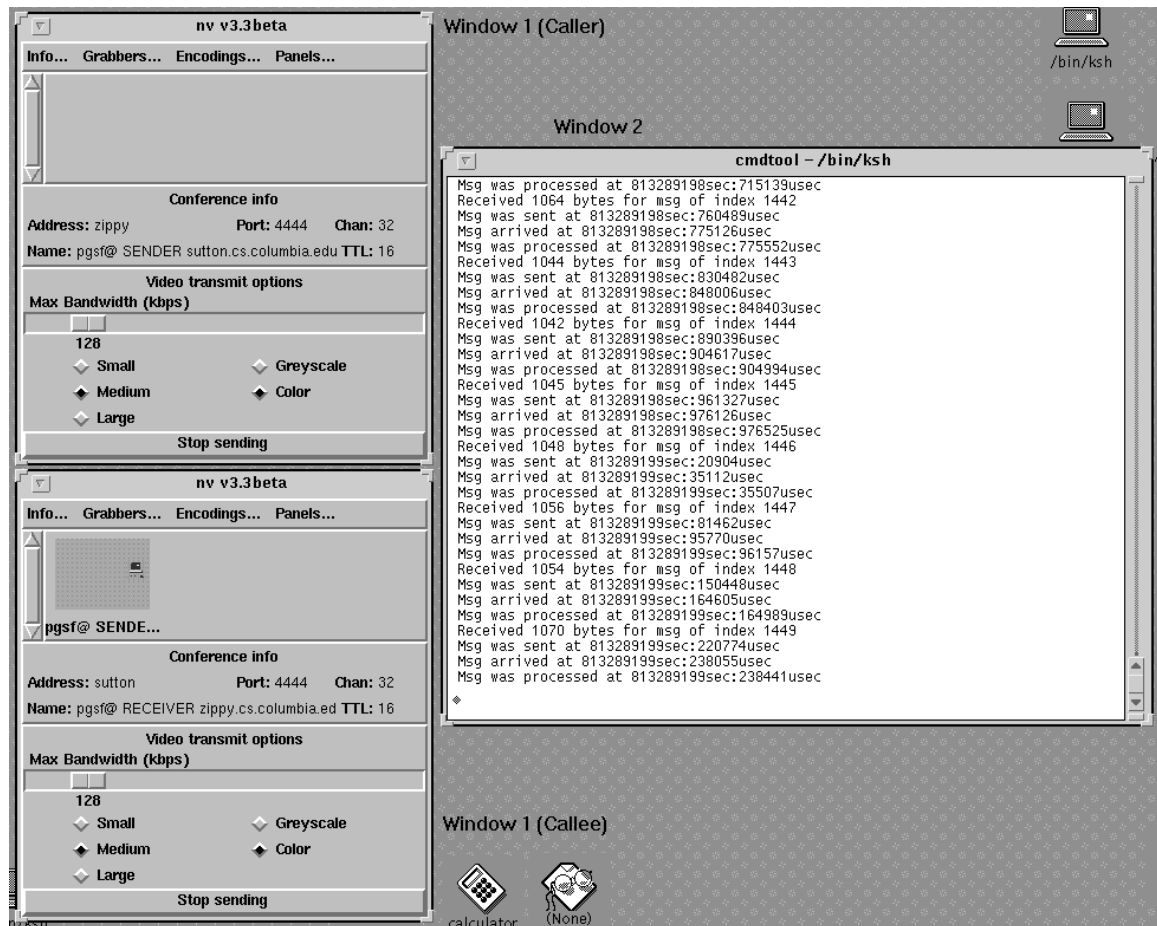 nv v3.3beta
Info... Grabbers... Encodings... Panels...
Conference info
Address: zippy Port: 4444 Chan: 32
Name: pgsf@ SENDER sutton.cs.columbia.edu TTL: 16
Video transmit options
Max Bandwidth (kbps)
128
Small Greyscale
Medium Color
Large
Stop sending
nv v3.3beta
Info... Grabbers... Encodings... Panels...
pgsf@ SENDE...
Conference info
Address: sutton Port: 4444 Chan: 32
Name: pgsf@ RECEIVER zippy.cs.columbia.ed TTL: 16
Video transmit options
Max Bandwidth (kbps)
128
Small Greyscale
Medium Color
Large
Stop sending
Window 1 (Caller)
/bin/ksh
Window 2
cmdtool - /bin/ksh
Msg was processed at 813289198sec:715139usec
Received 1064 bytes for msg of index 1442
Msg was sent at 813289198sec:760489usec
Msg arrived at 813289198sec:775126usec
Msg was processed at 813289198sec:775552usec
Received 1044 bytes for msg of index 1443
Msg was sent at 813289198sec:830482usec
Msg arrived at 813289198sec:848006usec
Msg was processed at 813289198sec:848403usec
Received 1042 bytes for msg of index 1444
Msg was sent at 813289198sec:890396usec
Msg arrived at 813289198sec:904617usec
Msg was processed at 813289198sec:904994usec
Received 1045 bytes for msg of index 1445
Msg was sent at 813289198sec:961327usec
Msg arrived at 813289198sec:976126usec
Msg was processed at 813289198sec:976525usec
Received 1048 bytes for msg of index 1446
Msg was sent at 813289199sec:20904usec
Msg arrived at 813289199sec:35112usec
Msg was processed at 813289199sec:35507usec
Received 1056 bytes for msg of index 1447
Msg was sent at 813289199sec:81462usec
Msg arrived at 813289199sec:95770usec
Msg was processed at 813289199sec:96157usec
Received 1054 bytes for msg of index 1448
Msg was sent at 813289199sec:150448usec
Msg arrived at 813289199sec:164605usec
Msg was processed at 813289199sec:164989usec
Received 1070 bytes for msg of index 1449
Msg was sent at 813289199sec:220774usec
Msg arrived at 813289199sec:238055usec
Msg was processed at 813289199sec:238441usec
Window 1 (Callee)
calculator (None)